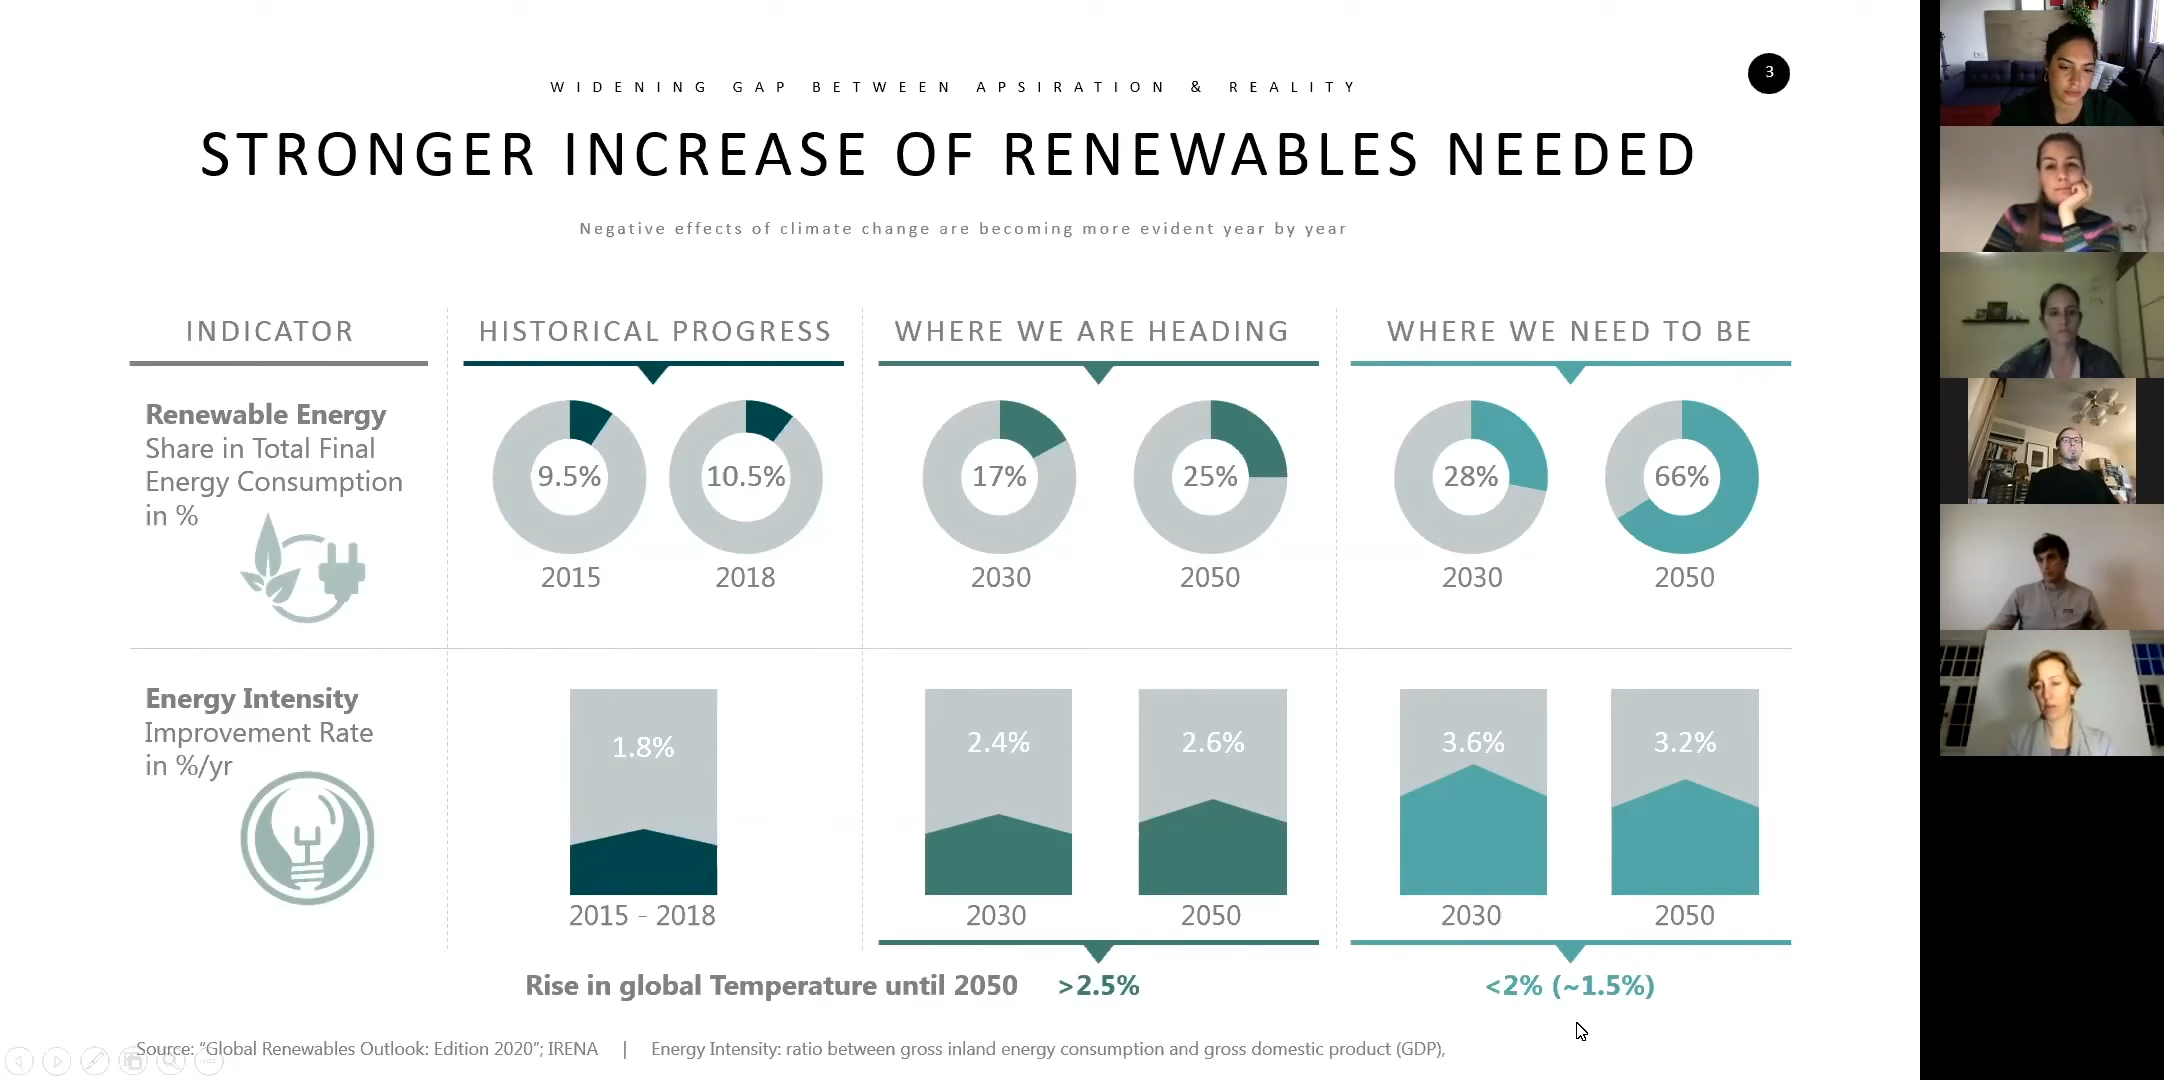 WIDENING GAP BETWEEN APSIRATION & REALITY
3
STRONGER INCREASE OF RENEWABLES NEEDED
Negative effects of climate change are becoming more evident year by year
INDICATOR
HISTORICAL PROGRESS
WHERE WE ARE HEADING
WHERE WE NEED TO BE
Renewable Energy
Share in Total Final
Energy Consumption
in %
9.5%
10.5%
17%
25%
28%
66%
2015
2018
2030
2050
2030
2050
Energy Intensity
Improvement Rate
in %/yr
1.8%
2.4%
2.6%
3.6%
3.2%
2015 - 2018
2030
2050
2030
2050
Rise in global Temperature until 2050
>2.5%
<2% (~1.5%)
Source: "Global Renewables Outlook: Edition 2020"; IRENA | Energy Intensity: ratio between gross inland energy consumption and gross domestic product (GDP),